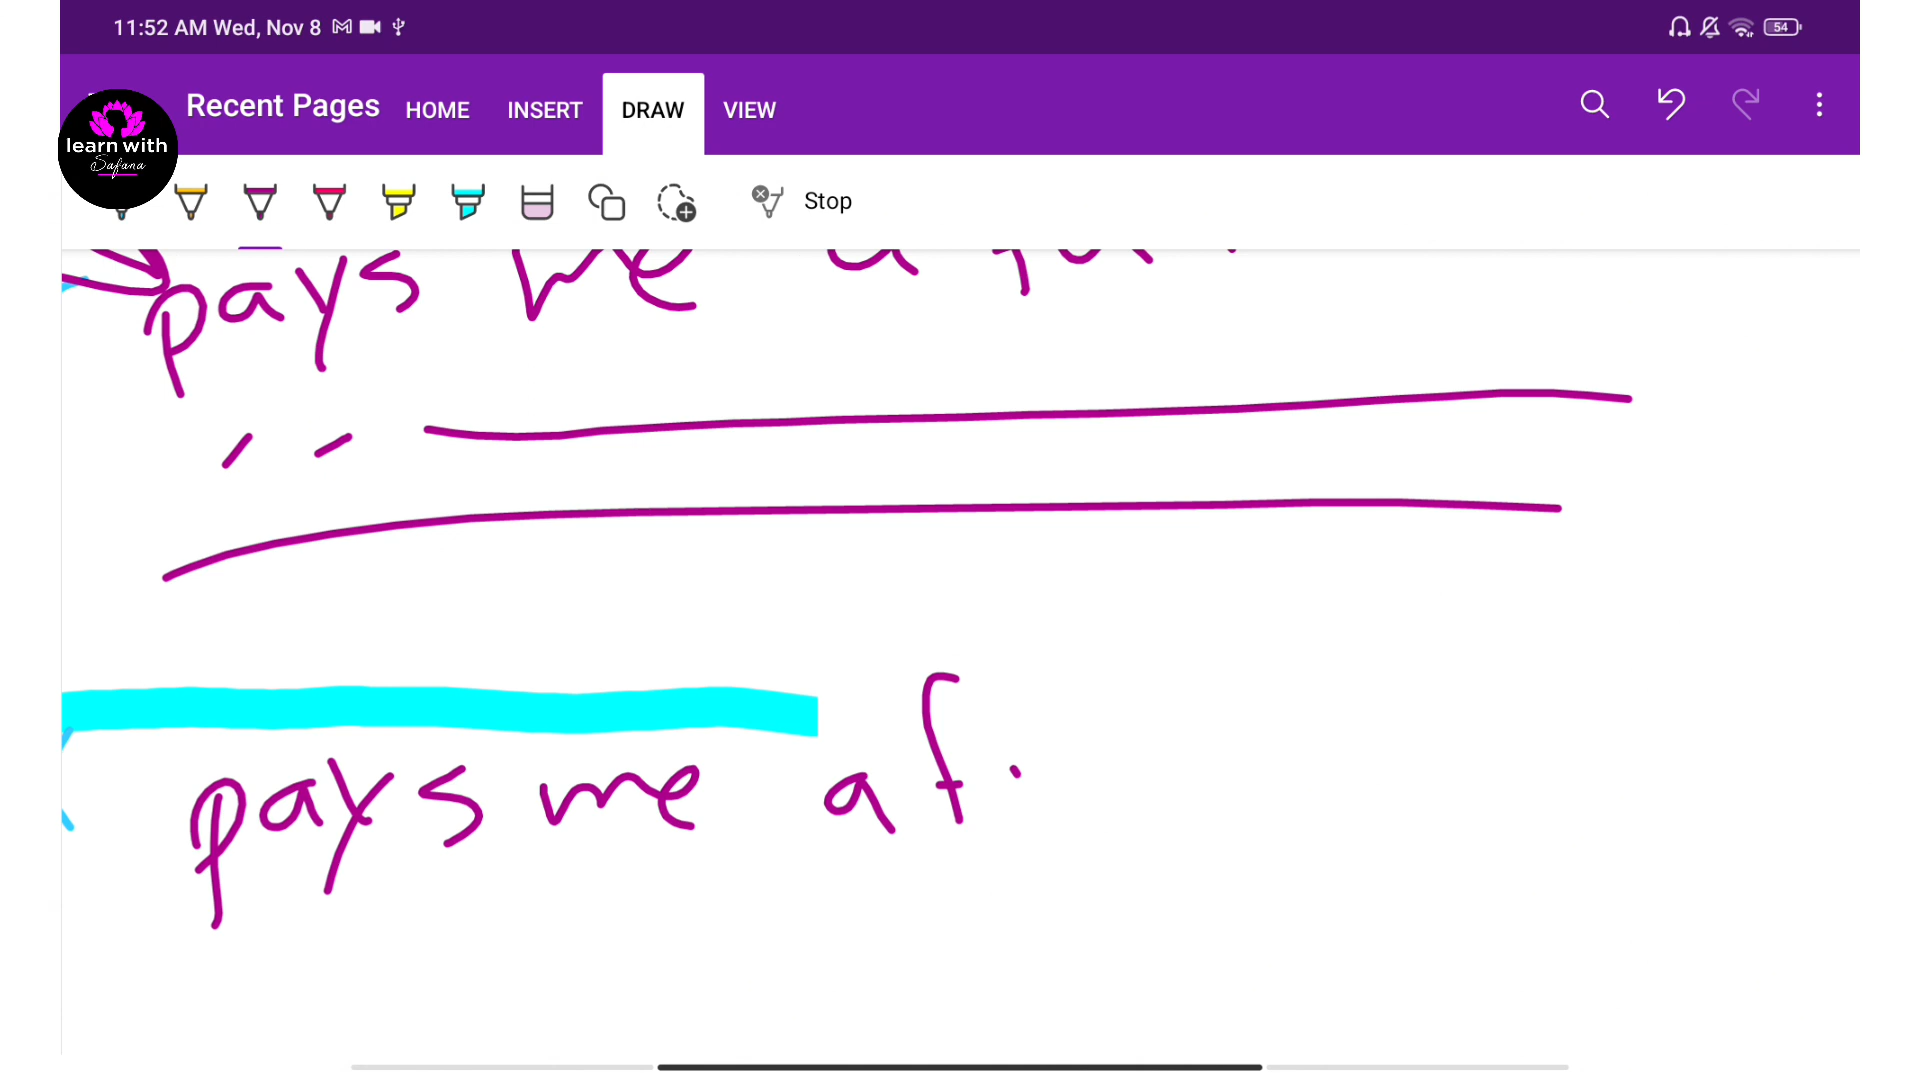 11:52 AM Wed, Nov 8
54
learn with
Safana
Recent Pages HOME INSERT DRAW VIEW
Stop
pays me a
pays me a f